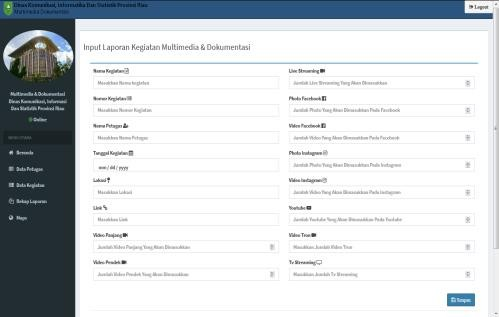 Dinas Komunikasi, Informatika Dan Statistik Provinsi Riau
Multimedia Dokumentasi
Logout
Multimedia & Dokumentasi
Dinas Komunikasi, Informasi
Dan Statistik Provinsi Riau
Online
MENU UTAMA
Beranda
Data Petugas
Data Kegiatan
Rekap Laporan
Maps
Input Laporan Kegiatan Multimedia & Dokumentasi
Nama Kegiatan
Masukkan Nama kegiatan
Nomor Kegiatan
Masukkan Nomor Kegiatan
Nama Petugas
Masukkan Nama Petugas
Tanggal Kegiatan
mm / dd / yyyy
Lokasi
Masukkan Lokasi
Link
Masukkan Link
Video Panjang
Jumlah Video Panjang Yang Akan Dimasukkan
Video Pendek
Jumlah Video Pendek Yang Akan Dimasukkan
Live Streaming
Jumlah Live Streaming Yang Akan Dimasukkan
Photo Facebook
Jumlah Photo Yang Akan Dimasukkan Pada Facebook
Video Facebook
Jumlah Video Yang Akan Dimasukkan Pada Facebook
Photo Instagram
Jumlah Photo Yang Akan Dimasukkan Pada Instagram
Video Instagram
Jumlah Video Yang Akan Dimasukkan Pada Instagram
Youtube
Jumlah Youtube Yang Akan Dimasukkan Pada Youtube
Video Tron
Masukkan Jumlah Video Tron
Tv Streaming
Masukkan Jumlah Tv Streaming
Simpan